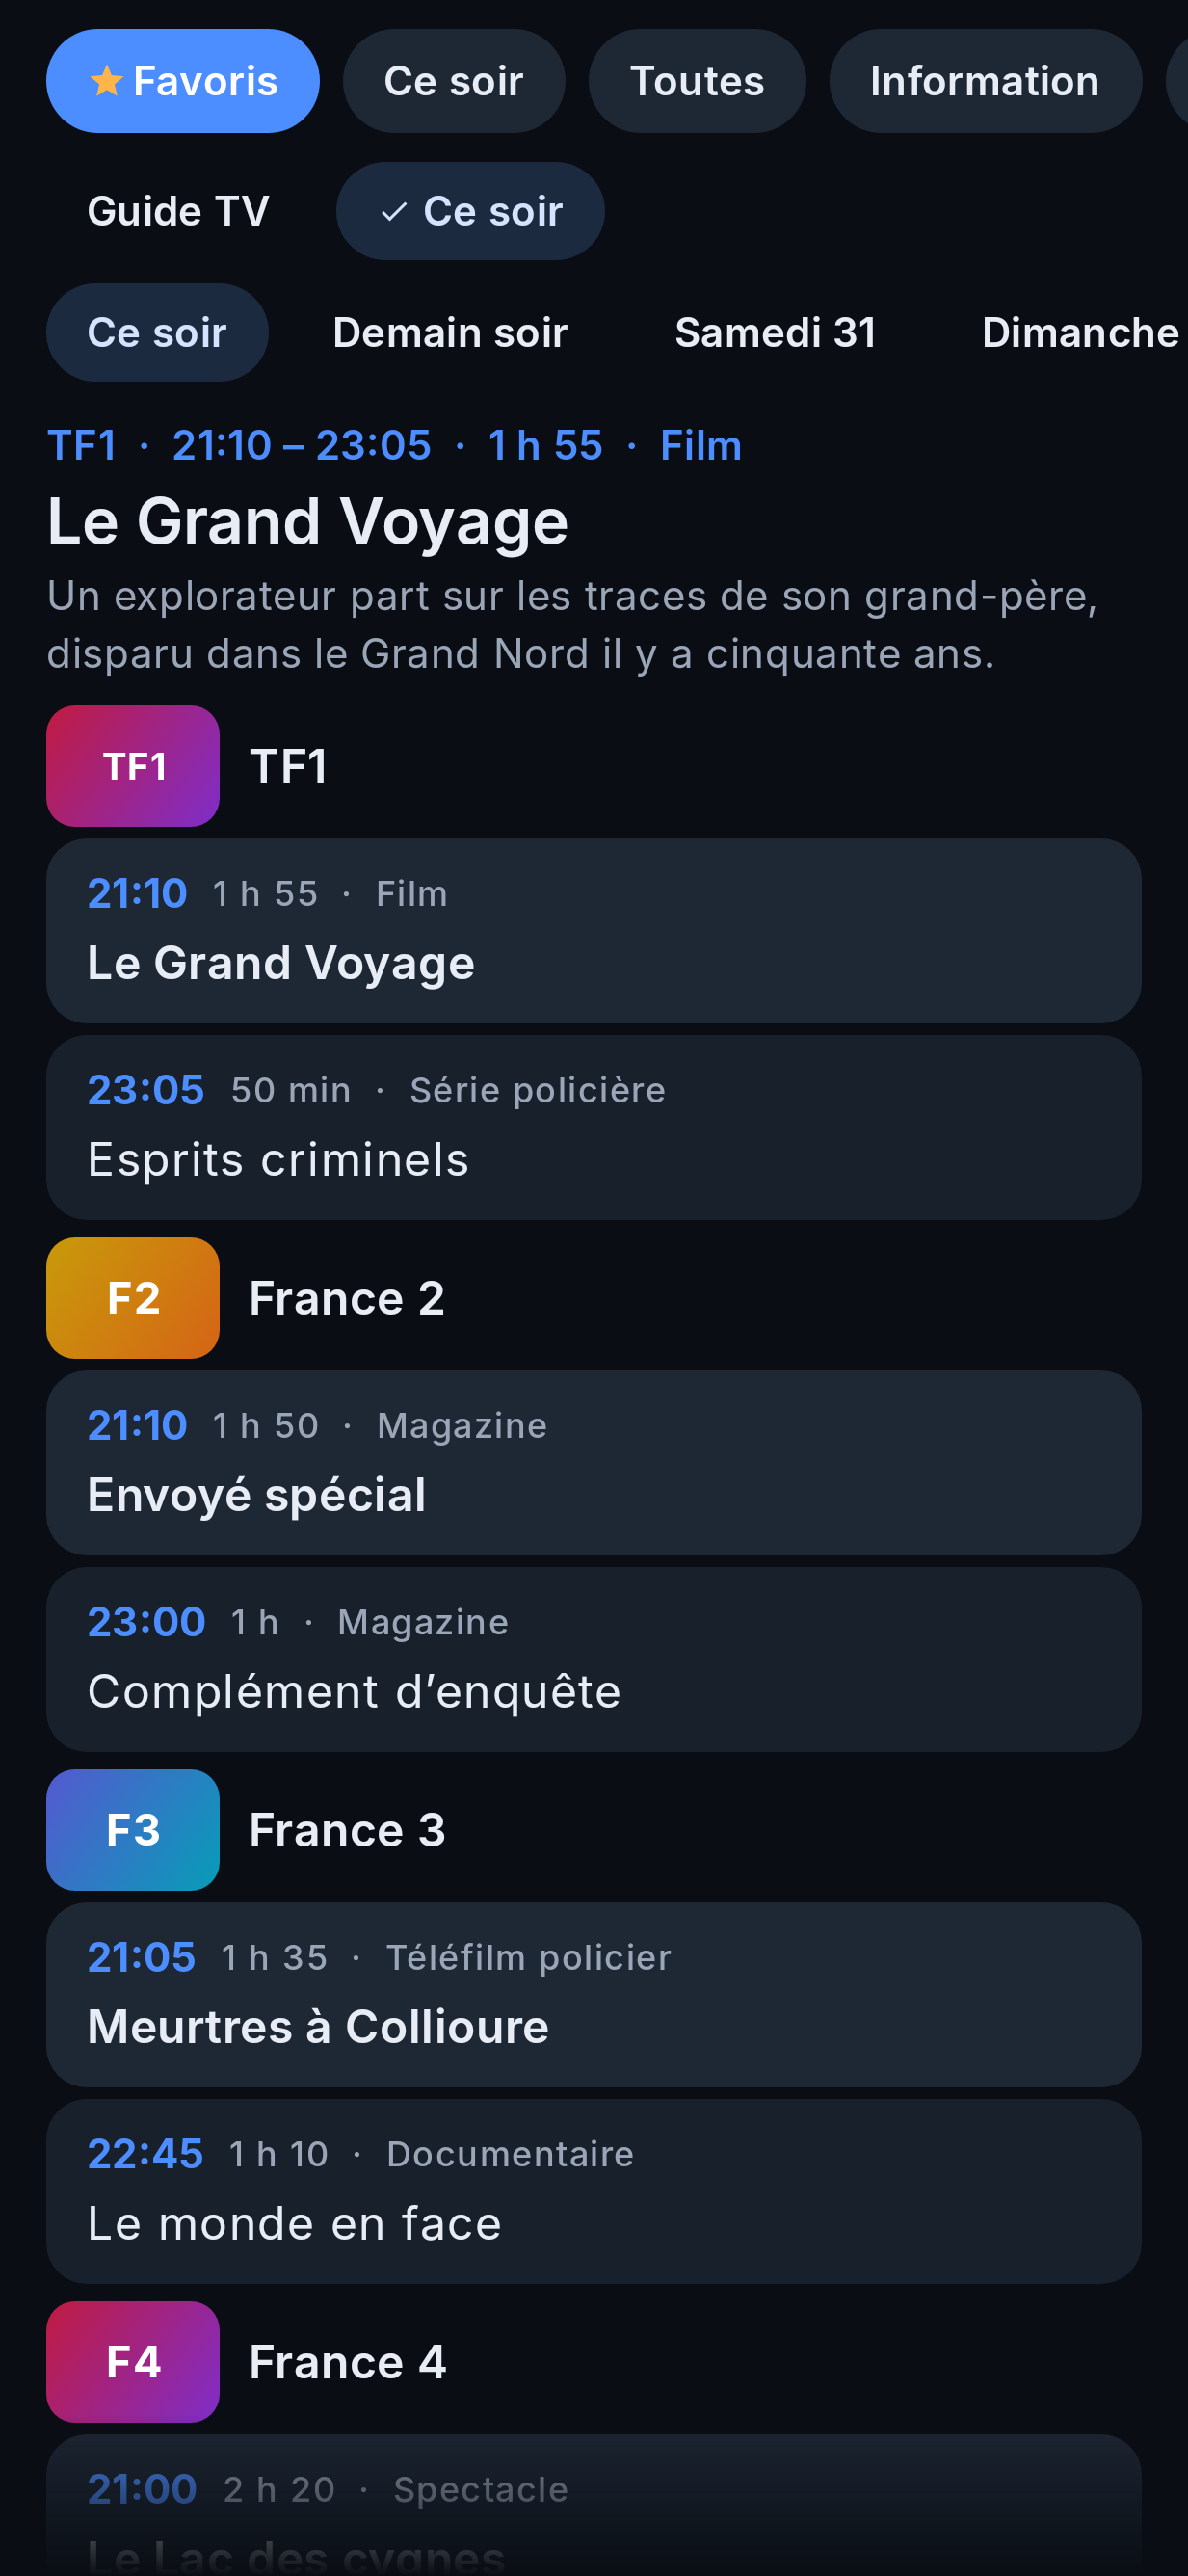 Favoris Ce soir Toutes Information
Guide TV Ce soir
Ce soir Demain soir Samedi 31 Dimanche
TF1 · 21:10 – 23:05 · 1 h 55 · Film
Le Grand Voyage
Un explorateur part sur les traces de son grand-père,
disparu dans le Grand Nord il y a cinquante ans.
TF1 TF1
21:10 1 h 55 · Film
Le Grand Voyage
23:05 50 min · Série policière
Esprits criminels
F2 France 2
21:10 1 h 50 · Magazine
Envoyé spécial
23:00 1 h · Magazine
Complément d’enquête
F3 France 3
21:05 1 h 35 · Téléfilm policier
Meurtres à Collioure
22:45 1 h 10 · Documentaire
Le monde en face
F4 France 4
21:00 2 h 20 · Spectacle
Le Lac des cygnes